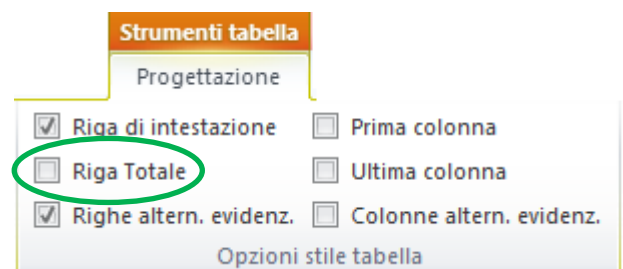 Strumenti tabella
Progettazione
Riga di intestazione
Prima colonna
Riga Totale
Ultima colonna
Righe altern. evidenz.
Colonne altern. evidenz.
Opzioni stile tabella